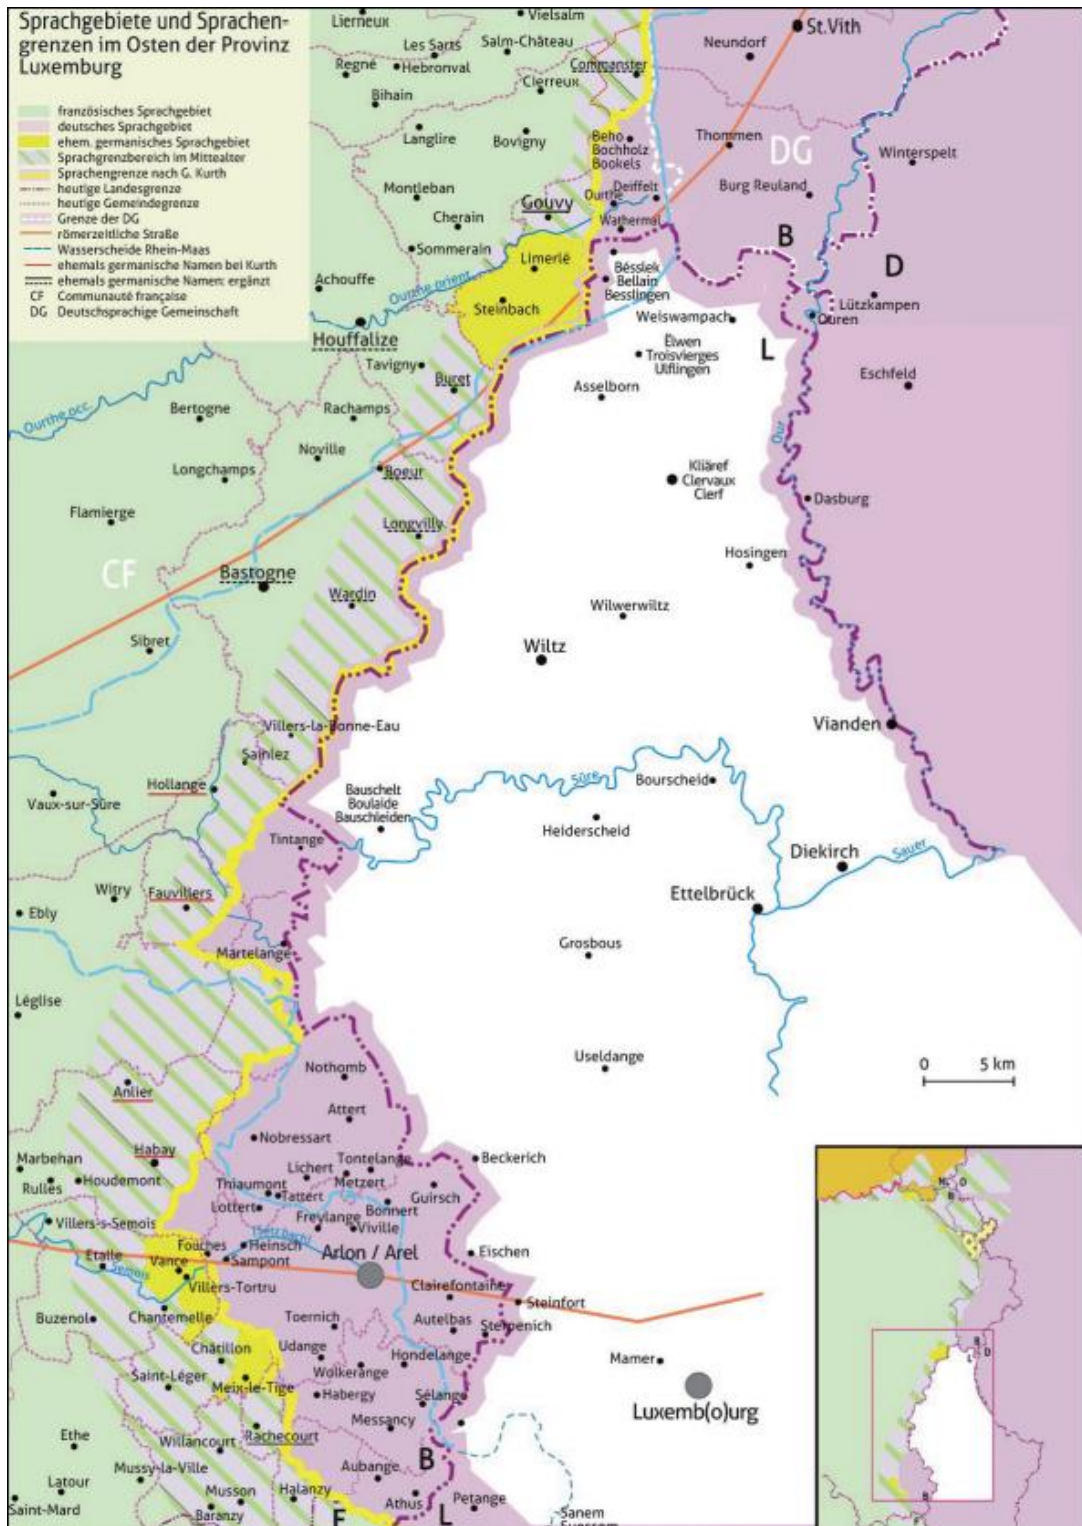 Sprachgebiete und Sprachen-
grenzen im Osten der Provinz
Luxemburg
französisches Sprachgebiet
deutsches Sprachgebiet
ehem. germanisches Sprachgebiet
Sprachgrenzbereich im Mittealter
Sprachengrenze nach G. Kurth
heutige Landesgrenze
heutige Gemeindegrenze
Grenze der DG
römerzeitliche Straße
Wasserscheide Rhein-Maas
ehemals germanische Namen bei Kurth
ehemals germanische Namen: ergänzt
CF Communauté française
DG Deutschsprachige Gemeinschaft
Lierneux
Vielsalm
St.Vith
Les Sarts
Salm-Château
Neundorf
Regné
Hebronval
Commanster
Bihain
Clerreux
Langlire
Bovigny
Beho
Bochholz
Bookels
Thommen
DG
Winterspelt
Montleban
Gouvy
Ourthe
Deiffelt
Burg Reuland
Cherain
Wathermal
Sommerain
Limerlé
B
D
Achouffe
Ourthe orient.
Bésslek
Bellain
Besslingen
Steinbach
Lützkampen
Houffalize
Weiswampach
Ouren
Tavigny
Buret
Ëlwen
Troisvierges
Ulflingen
L
Eschfeld
Asselborn
Ourthe occ.
Bertogne
Rachamps
Our
Noville
Longchamps
Boeur
Kliäref
Clervaux
Clerf
Flamierge
Longvilly
Dasburg
CF
Bastogne
Hosingen
Wardin
Wilwerwiltz
Sibret
Wiltz
Villers-la-Bonne-Eau
Vianden
Sainlez
Hollange
Sûre
Bourscheid
Vaux-sur-Sûre
Bauschelt
Boulaide
Bauschleiden
Heiderscheid
Tintange
Diekirch
Sauer
Witry
Fauvillers
Ettelbrück
Ebly
Martelange
Grosbous
Léglise
Useldange
0 5 km
Nothomb
Anlier
Attert
Nobressart
Marbehan
Habay
Tontelange
Beckerich
Rulles
Houdemont
Lichert
Metzert
Thiaumont
Tattert
Guirsch
Lottert
Bonnert
Villers-s-Semois
Freylange
Viville
Fouches
Heinsch
Arlon / Arel
Eischen
Etalle
Semois
Vance
Sampont
Villers-Tortru
Clairefontaine
Steinfort
Buzenol
Chantemelle
Toernich
Autelbas
Sterpenich
Châtillon
Udange
Hondelange
Mamer
Saint-Léger
Wolkerange
Meix-le-Tige
Habergy
Sélange
Luxemb(o)urg
Messancy
Ethe
Willancourt
Rachecourt
Mussy-la-Ville
Aubange
B
Latour
Musson
Halanzy
Saint-Mard
Baranzy
Athus
Petange
F
L
Sanem